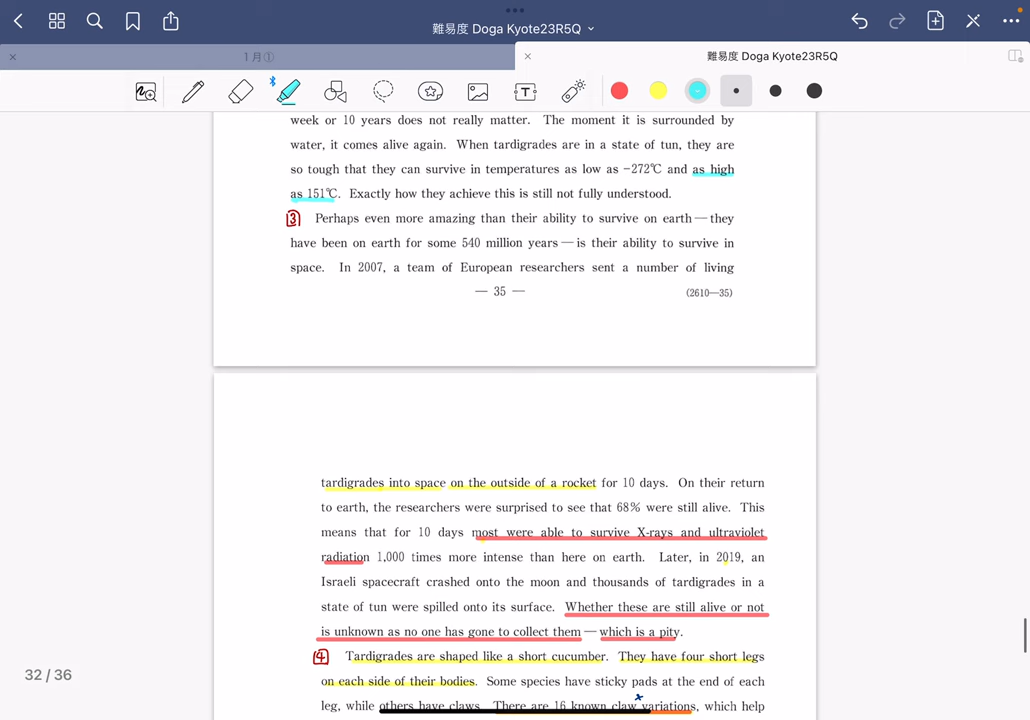 難易度 Doga Kyote23R5Q
1月①
難易度 Doga Kyote23R5Q
week or 10 years does not really matter. The moment it is surrounded by
water, it comes alive again. When tardigrades are in a state of tun, they are
so tough that they can survive in temperatures as low as −272℃ and as high
as 151℃. Exactly how they achieve this is still not fully understood.
3 Perhaps even more amazing than their ability to survive on earth—they
have been on earth for some 540 million years—is their ability to survive in
space. In 2007, a team of European researchers sent a number of living
— 35 —
(2610—35)
tardigrades into space on the outside of a rocket for 10 days. On their return
to earth, the researchers were surprised to see that 68% were still alive. This
means that for 10 days most were able to survive X-rays and ultraviolet
radiation 1,000 times more intense than here on earth. Later, in 2019, an
Israeli spacecraft crashed onto the moon and thousands of tardigrades in a
state of tun were spilled onto its surface. Whether these are still alive or not
is unknown as no one has gone to collect them—which is a pity.
32 / 36
4 Tardigrades are shaped like a short cucumber. They have four short legs
on each side of their bodies. Some species have sticky pads at the end of each
leg, while others have claws. There are 16 known claw variations, which help